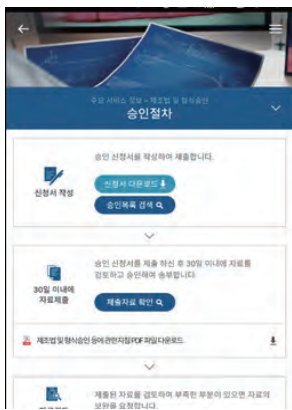 주요 서비스 정보 > 제조법 및 형식승인
승인절차
승인 신청서를 작성하여 제출합니다.
신청서 작성
신청서 다운로드
승인목록 검색
승인 신청서를 제출 하신 후 30일 이내에 자료를
검토하고 승인하여 송부합니다.
30일 이내에
자료제출
제출자료 확인
제조법 및 형식승인 등에 관한 지침 PDF 파일 다운로드
제출된 자료를 검토하여 부족한 부분이 있으면 자료의
보완을 요청합니다.